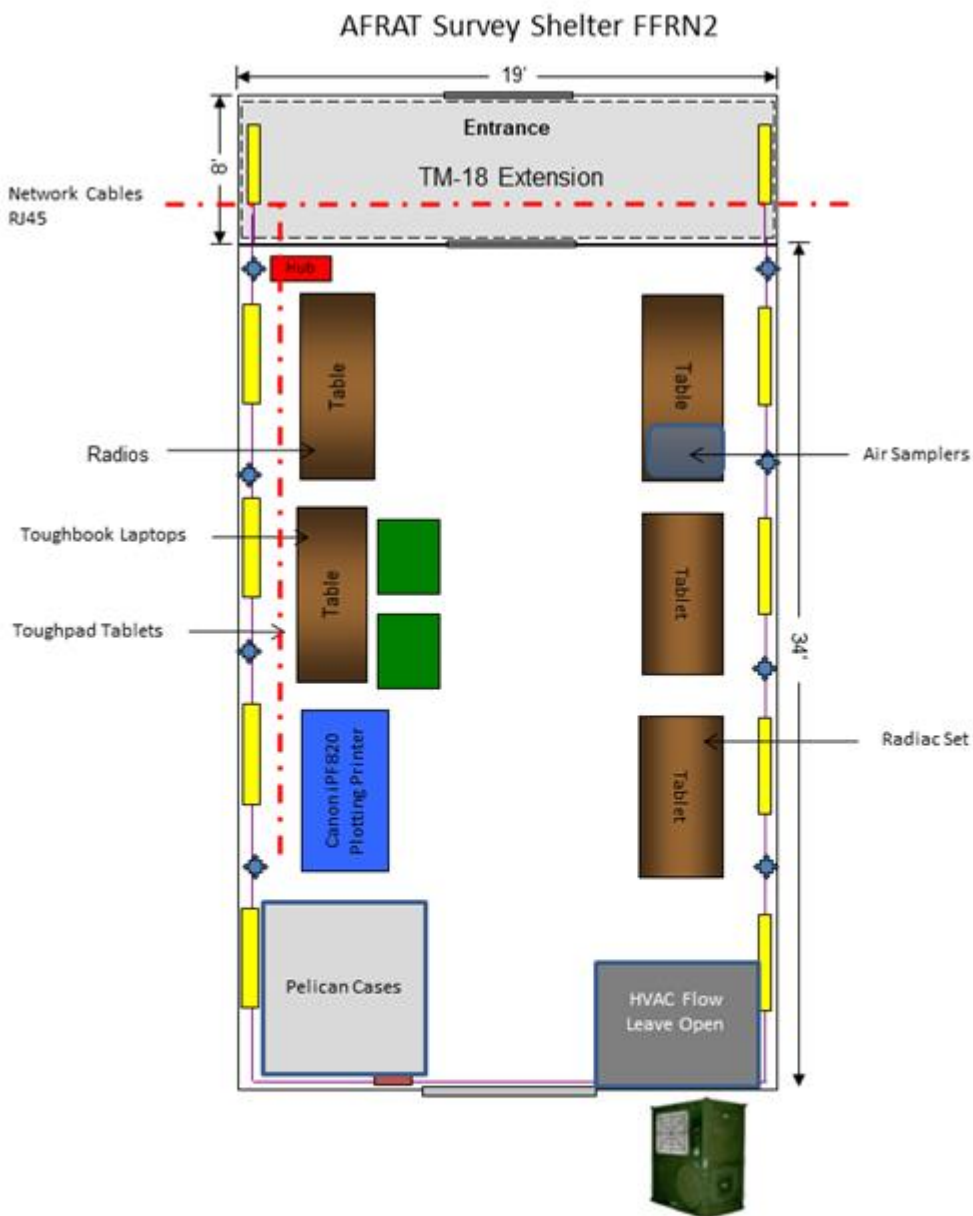 AFRAT Survey Shelter FFRN2
19'
8'
Entrance
TM-18 Extension
Network Cables
RJ45
Hub
Table
Table
Radios
Air Samplers
Toughbook Laptops
Table
Tablet
Toughpad Tablets
34'
Canon iPF820
Plotting Printer
Tablet
Radiac Set
Pelican Cases
HVAC Flow
Leave Open